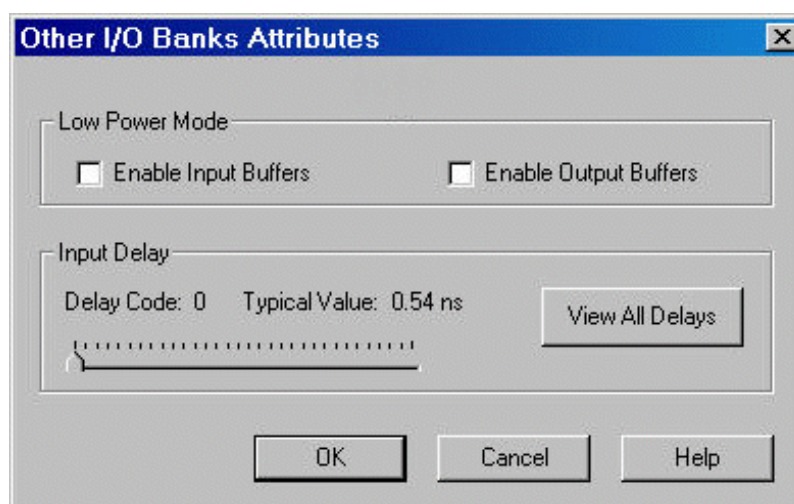 Other I/O Banks Attributes
Low Power Mode
Enable Input Buffers Enable Output Buffers
Input Delay
Delay Code: 0 Typical Value: 0.54 ns
View All Delays
OK Cancel Help